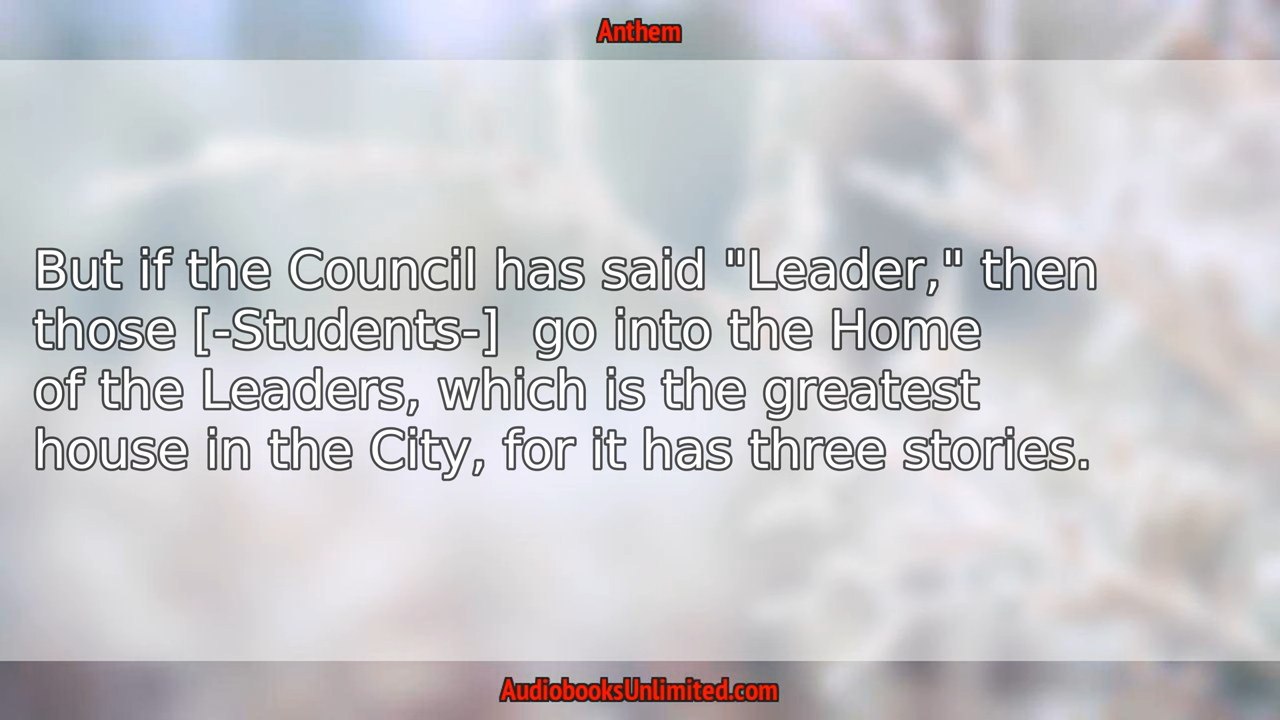 Anthem
But if the Council has said "Leader," then
those [-Students-]  go into the Home
of the Leaders, which is the greatest
house in the City, for it has three stories.
AudiobooksUnlimited.com